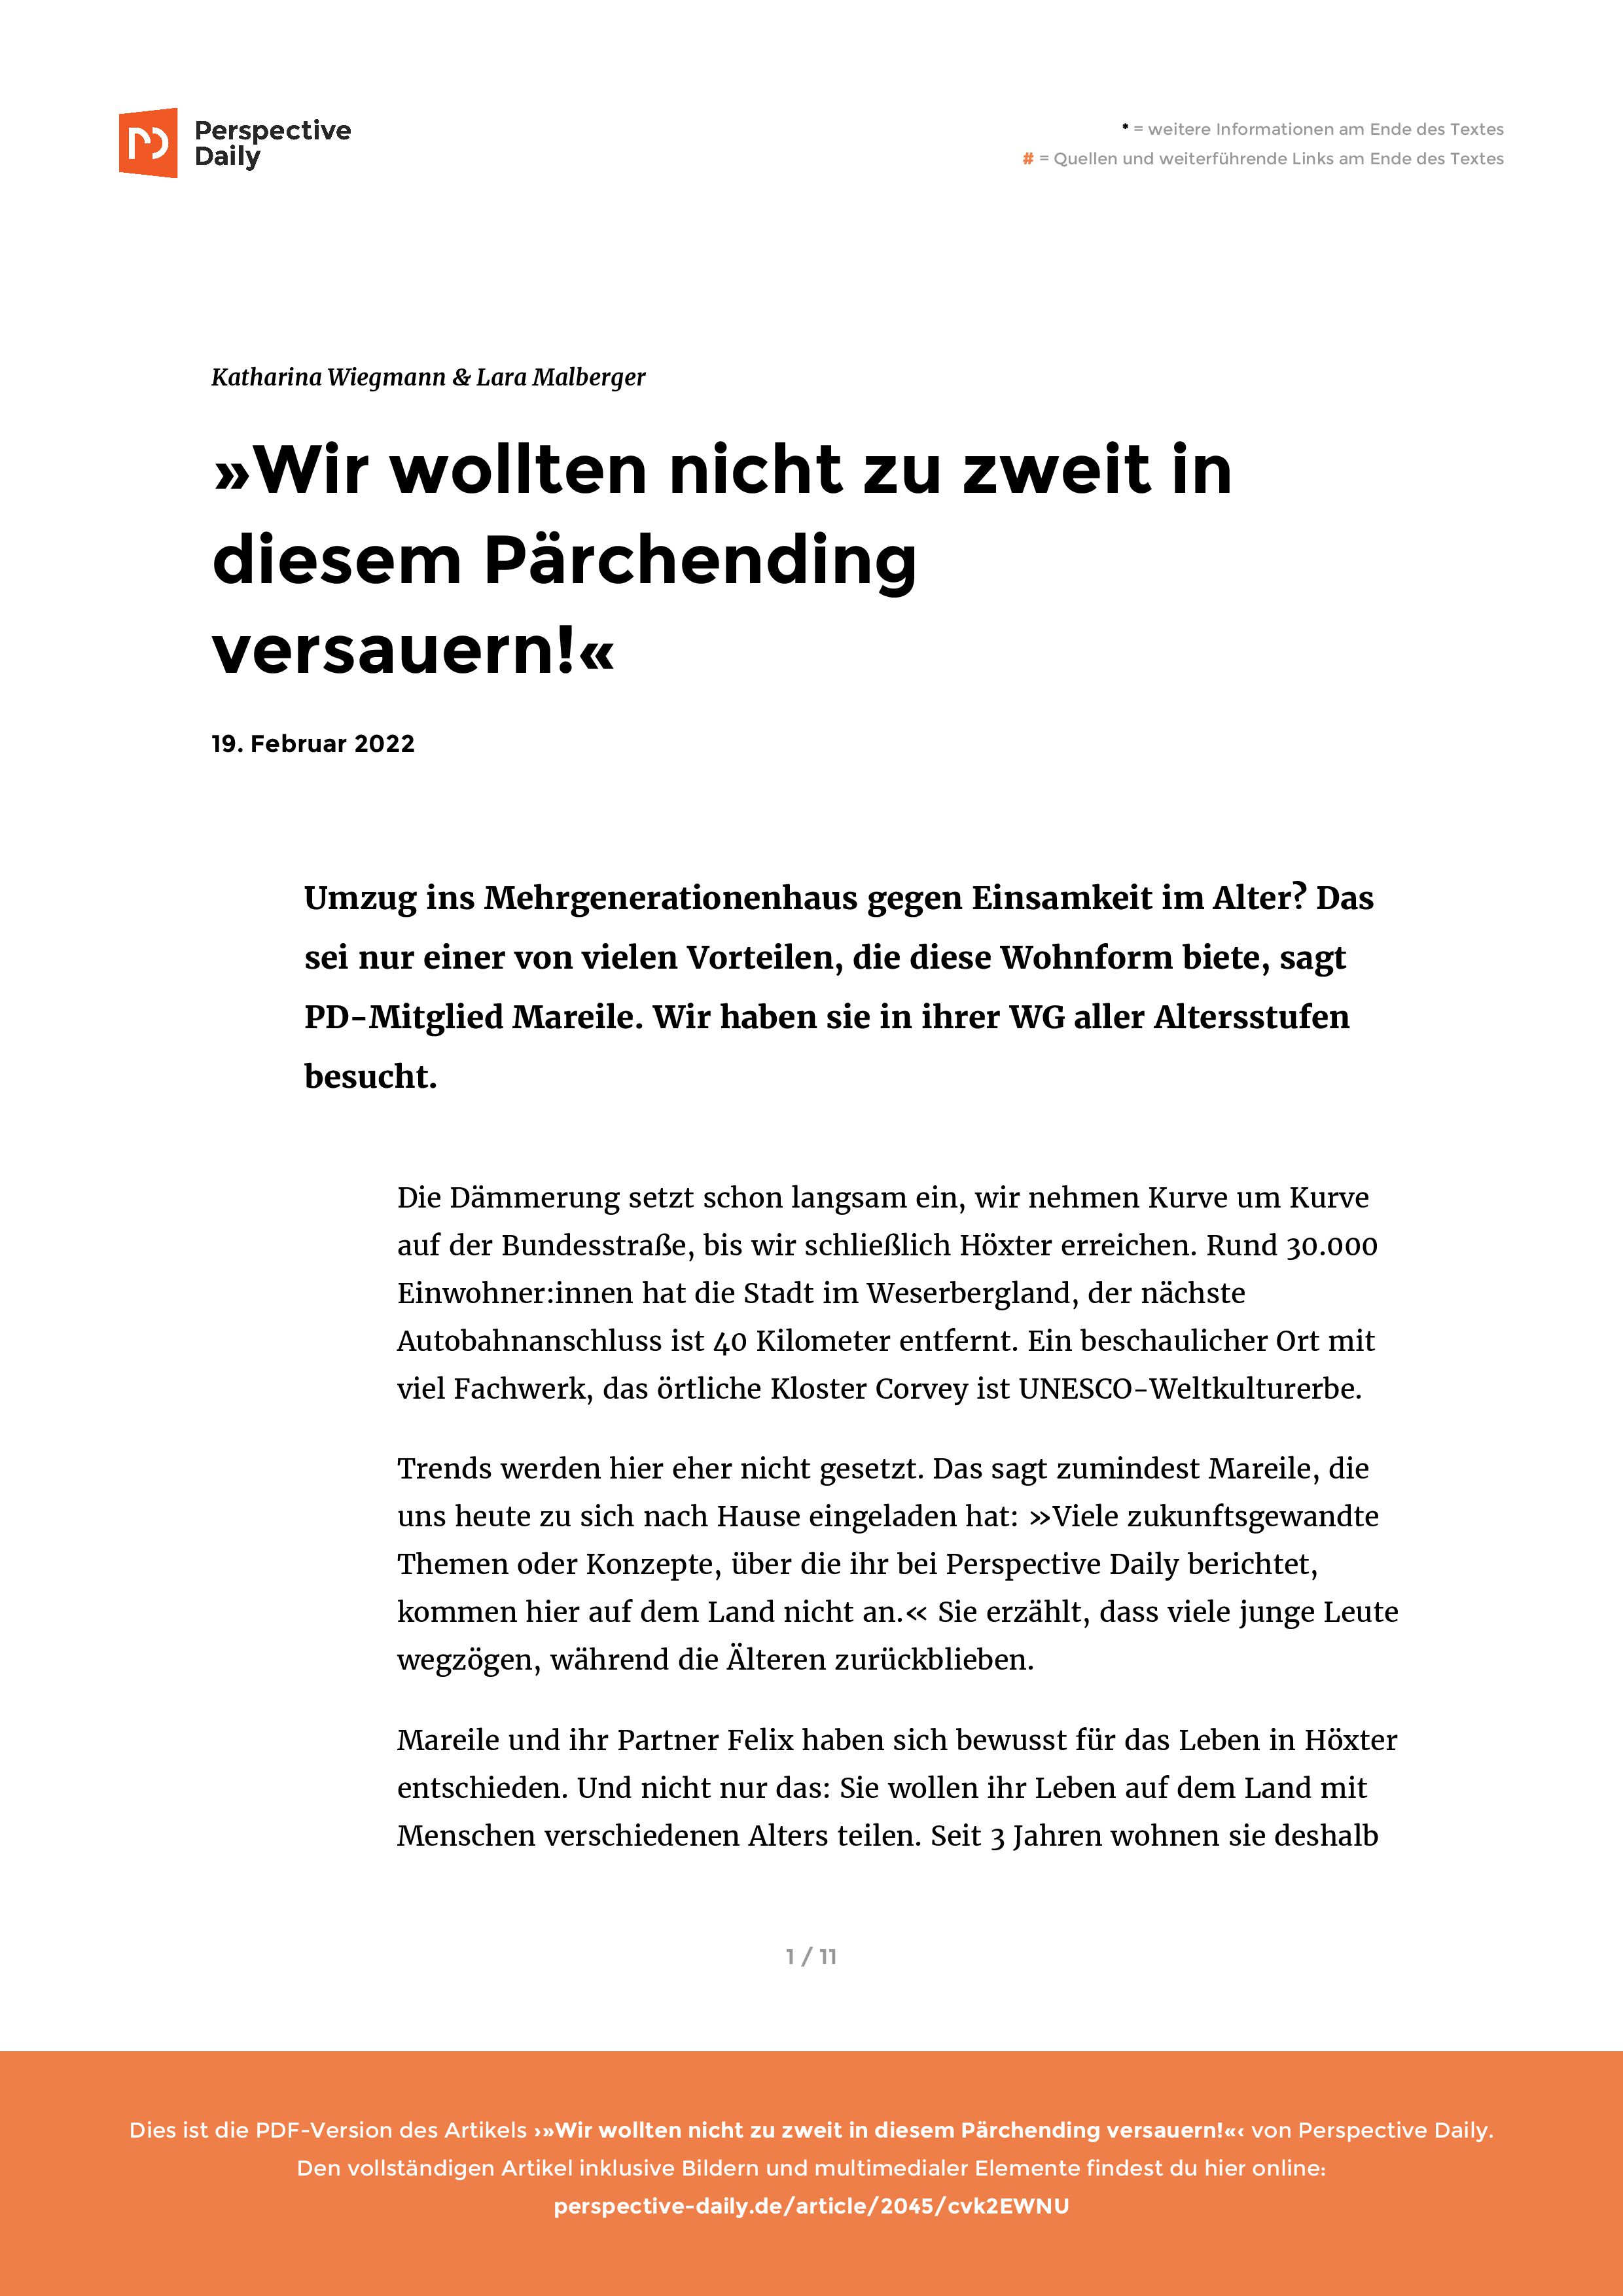 Perspective
Daily
* = weitere Informationen am Ende des Textes
# = Quellen und weiterführende Links am Ende des Textes
Katharina Wiegmann & Lara Malberger
»Wir wollten nicht zu zweit in
diesem Pärchending
versauern!«
19. Februar 2022
Umzug ins Mehrgenerationenhaus gegen Einsamkeit im Alter? Das
sei nur einer von vielen Vorteilen, die diese Wohnform biete, sagt
PD-Mitglied Mareile. Wir haben sie in ihrer WG aller Altersstufen
besucht.
Die Dämmerung setzt schon langsam ein, wir nehmen Kurve um Kurve
auf der Bundesstraße, bis wir schließlich Höxter erreichen. Rund 30.000
Einwohner:innen hat die Stadt im Weserbergland, der nächste
Autobahnanschluss ist 40 Kilometer entfernt. Ein beschaulicher Ort mit
viel Fachwerk, das örtliche Kloster Corvey ist UNESCO-Weltkulturerbe.
Trends werden hier eher nicht gesetzt. Das sagt zumindest Mareile, die
uns heute zu sich nach Hause eingeladen hat: »Viele zukunftsgewandte
Themen oder Konzepte, über die ihr bei Perspective Daily berichtet,
kommen hier auf dem Land nicht an.« Sie erzählt, dass viele junge Leute
wegzögen, während die Älteren zurückblieben.
Mareile und ihr Partner Felix haben sich bewusst für das Leben in Höxter
entschieden. Und nicht nur das: Sie wollen ihr Leben auf dem Land mit
Menschen verschiedenen Alters teilen. Seit 3 Jahren wohnen sie deshalb
1 / 11
Dies ist die PDF-Version des Artikels ›»Wir wollten nicht zu zweit in diesem Pärchending versauern!«‹ von Perspective Daily.
Den vollständigen Artikel inklusive Bildern und multimedialer Elemente findest du hier online:
perspective-daily.de/article/2045/cvk2EWNU